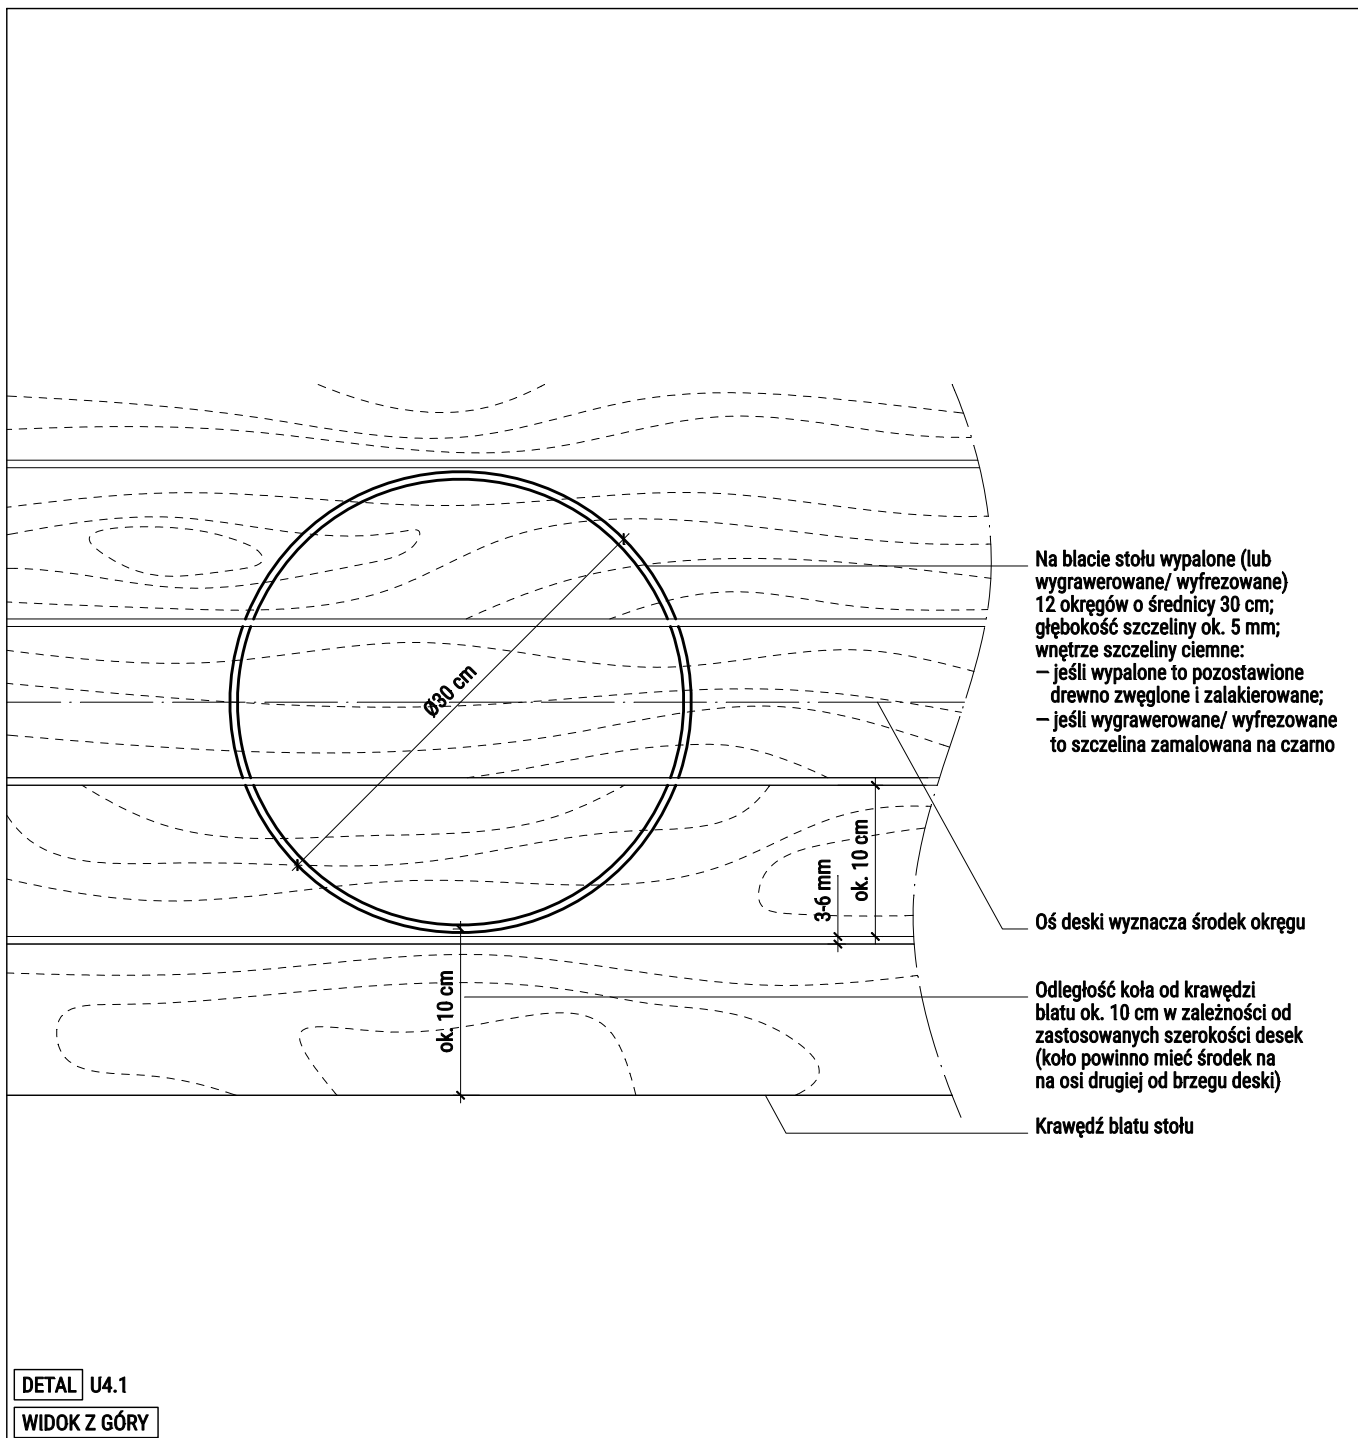 Na blacie stołu wypalone (lub
wygrawerowane/ wyfrezowane)
12 okręgów o średnicy 30 cm;
głębokość szczeliny ok. 5 mm;
wnętrze szczeliny ciemne:
– jeśli wypalone to pozostawione
drewno zwęglone i zalakierowane;
– jeśli wygrawerowane/ wyfrezowane
to szczelina zamalowana na czarno
Ø30 cm
3-6 mm
ok. 10 cm
Oś deski wyznacza środek okręgu
ok. 10 cm
Odległość koła od krawędzi
blatu ok. 10 cm w zależności od
zastosowanych szerokości desek
(koło powinno mieć środek na
na osi drugiej od brzegu deski)
Krawędź blatu stołu
DETAL U4.1
WIDOK Z GÓRY